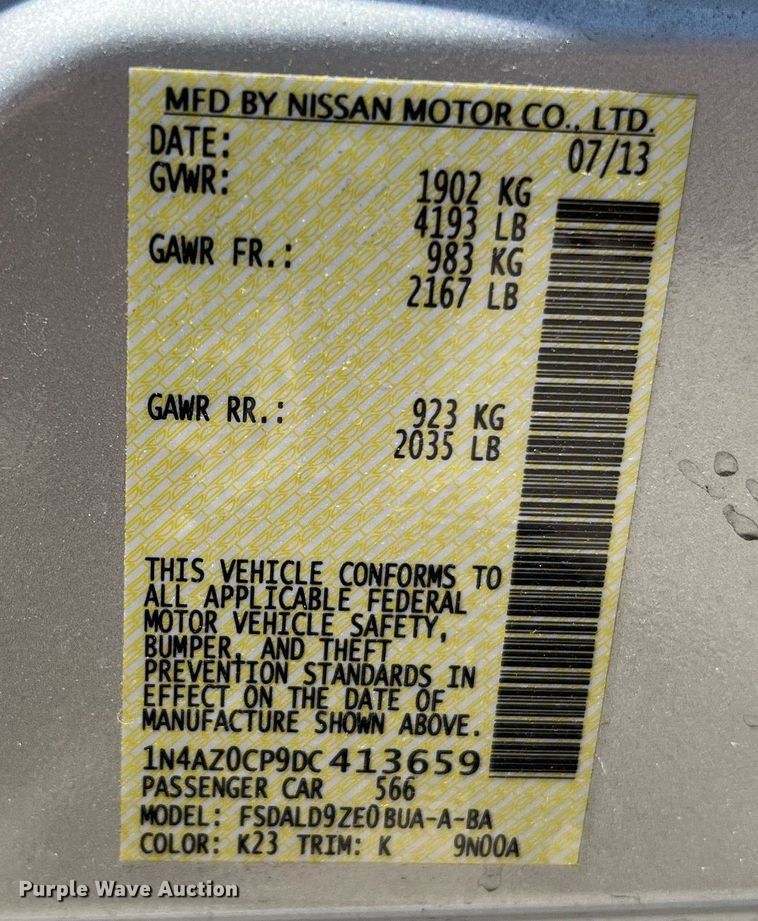 MFD BY NISSAN MOTOR CO., LTD.
DATE: 07/13
GVWR: 1902 KG
4193 LB
GAWR FR.: 983 KG
2167 LB
GAWR RR.: 923 KG
2035 LB
THIS VEHICLE CONFORMS TO
ALL APPLICABLE FEDERAL
MOTOR VEHICLE SAFETY,
BUMPER, AND THEFT
PREVENTION STANDARDS IN
EFFECT ON THE DATE OF
MANUFACTURE SHOWN ABOVE.
1N4AZ0CP9DC413659
PASSENGER CAR 566
MODEL: FSDALD9ZE0BUA-A-BA
COLOR: K23 TRIM: K 9N00A
Purple Wave Auction